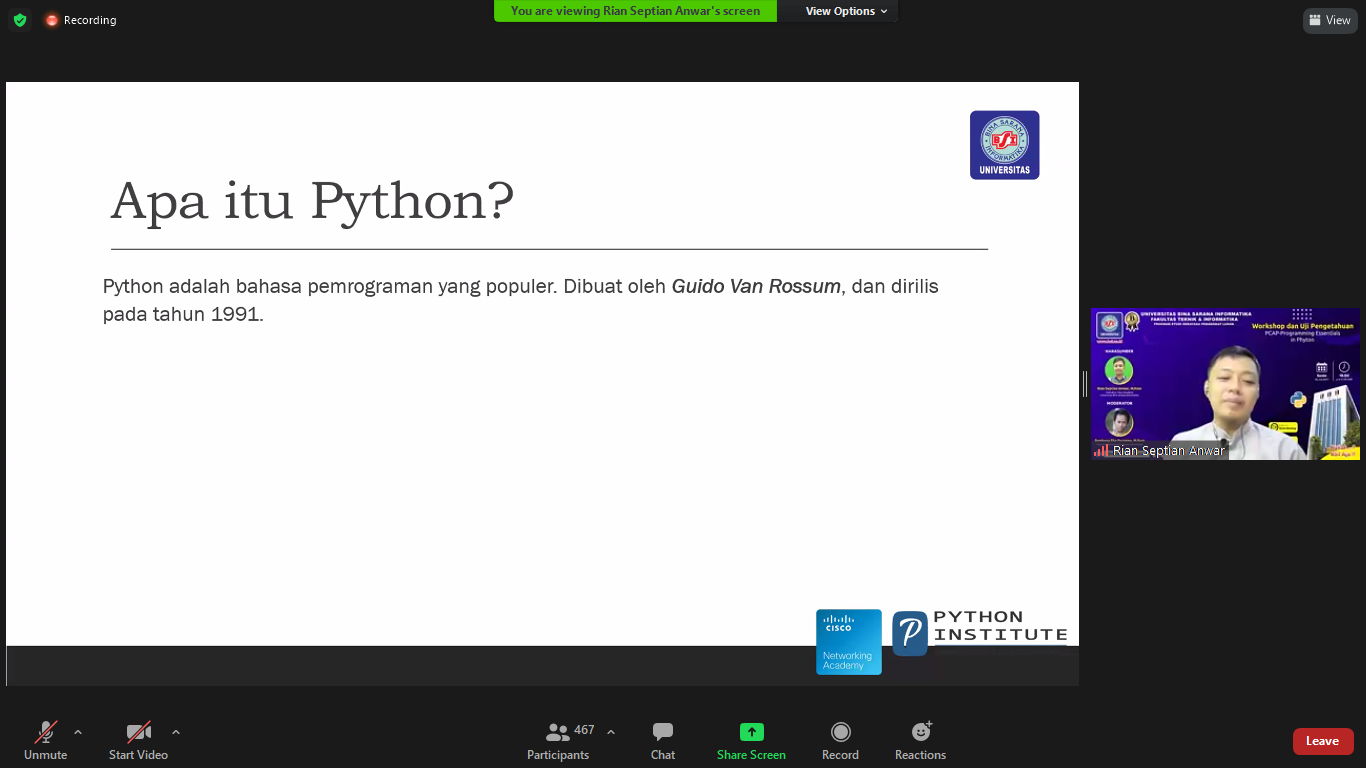 Recording
You are viewing Rian Septian Anwar's screen
View Options
View
BINA SARANA
BSI
INFORMATIKA
UNIVERSITAS
Apa itu Python?
Python adalah bahasa pemrograman yang populer. Dibuat oleh Guido Van Rossum, dan dirilis
pada tahun 1991.
UNIVERSITAS BINA SARANA INFORMATIKA
FAKULTAS TEKNIK & INFORMATIKA
Workshop dan Uji Pengetahuan
PCAP-Programming Essentials
in Phyton
NARASUMBER
MODERATOR
Rian Septian Anwar
CISCO
Networking
Academy
PYTHON
INSTITUTE
Unmute
Start Video
467
Participants
Chat
Share Screen
Record
Reactions
Leave